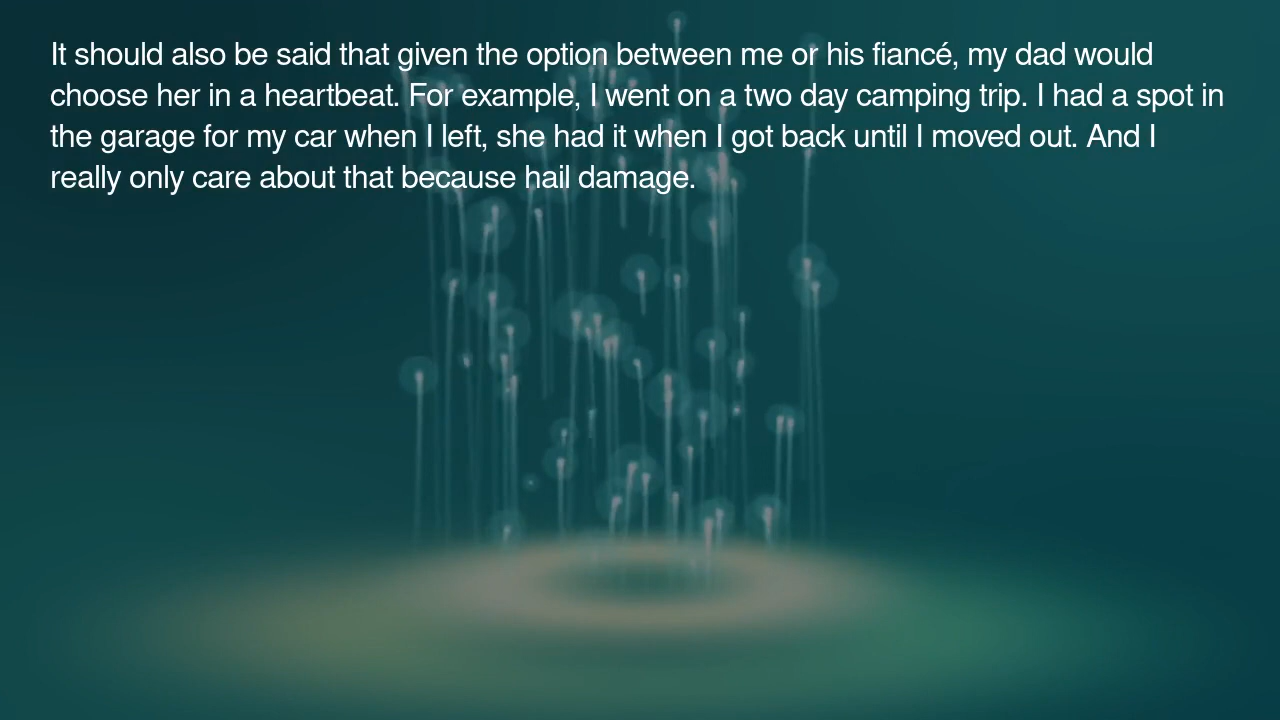 It should also be said that given the option between me or his fiancé, my dad would
choose her in a heartbeat. For example, I went on a two day camping trip. I had a spot in
the garage for my car when I left, she had it when I got back until I moved out. And I
really only care about that because hail damage.